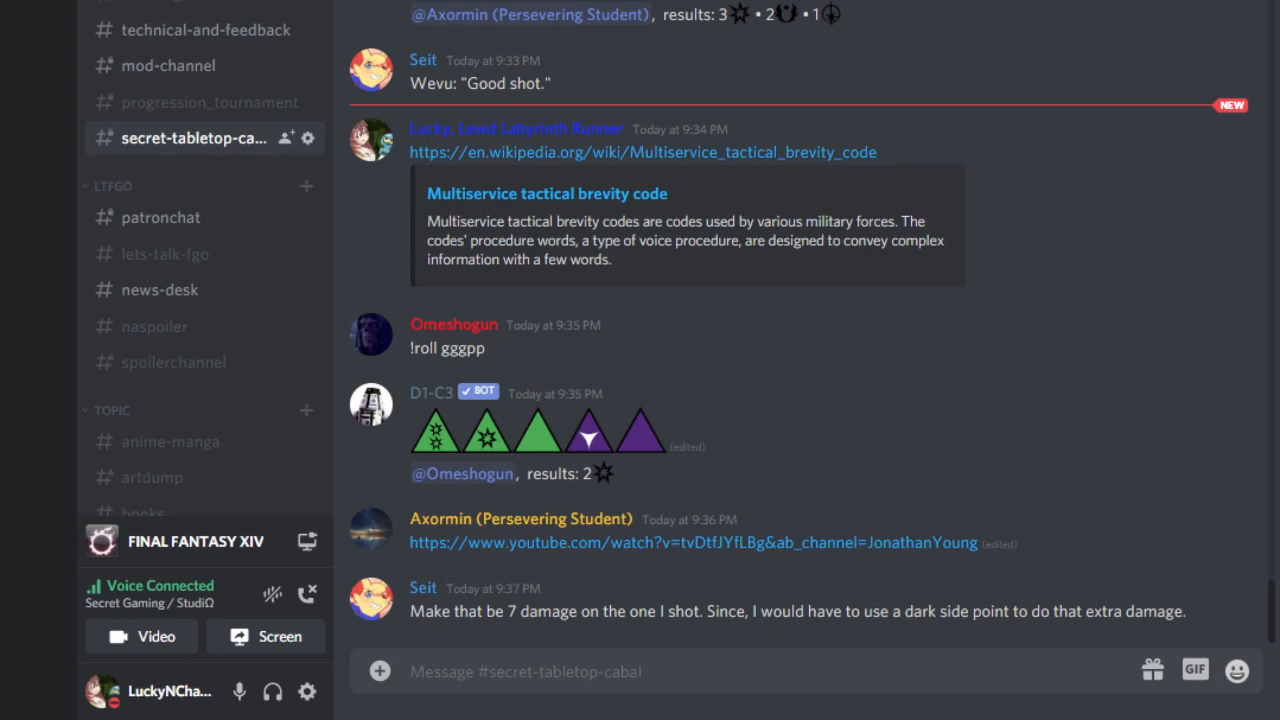 technical-and-feedback
mod-channel
progression_tournament
secret-tabletop-ca...
LTFGO
patronchat
lets-talk-fgo
news-desk
naspoiler
spoilerchannel
TOPIC
anime-manga
artdump
books
FINAL FANTASY XIV
Voice Connected
Secret Gaming / StudiΩ
Video
Screen
LuckyNCha...
@Axormin (Persevering Student), results: 3 • 2 • 1
Seit Today at 9:33 PM
Wevu: "Good shot."
NEW
Lucky, Lewd Labyrinth Runner Today at 9:34 PM
https://en.wikipedia.org/wiki/Multiservice_tactical_brevity_code
Multiservice tactical brevity code
Multiservice tactical brevity codes are codes used by various military forces. The
codes' procedure words, a type of voice procedure, are designed to convey complex
information with a few words.
Omeshogun Today at 9:35 PM
!roll gggpp
D1-C3 BOT Today at 9:35 PM
(edited)
@Omeshogun, results: 2
Axormin (Persevering Student) Today at 9:36 PM
https://www.youtube.com/watch?v=tvDtfJYfLBg&ab_channel=JonathanYoung (edited)
Seit Today at 9:37 PM
Make that be 7 damage on the one I shot. Since, I would have to use a dark side point to do that extra damage.
Message #secret-tabletop-cabal
GIF